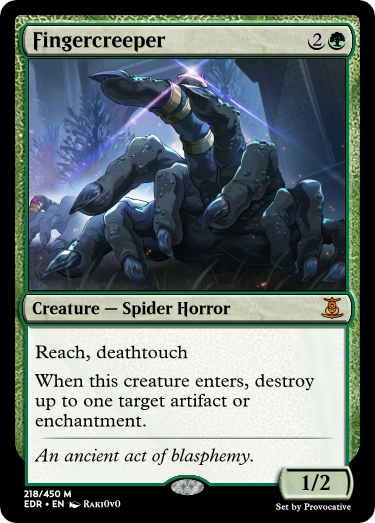 Fingercreeper 2
Creature — Spider Horror
Reach, deathtouch
When this creature enters, destroy
up to one target artifact or
enchantment.
An ancient act of blasphemy.
1/2
218/450 M
EDR • EN Raki0v0
Set by Provocative